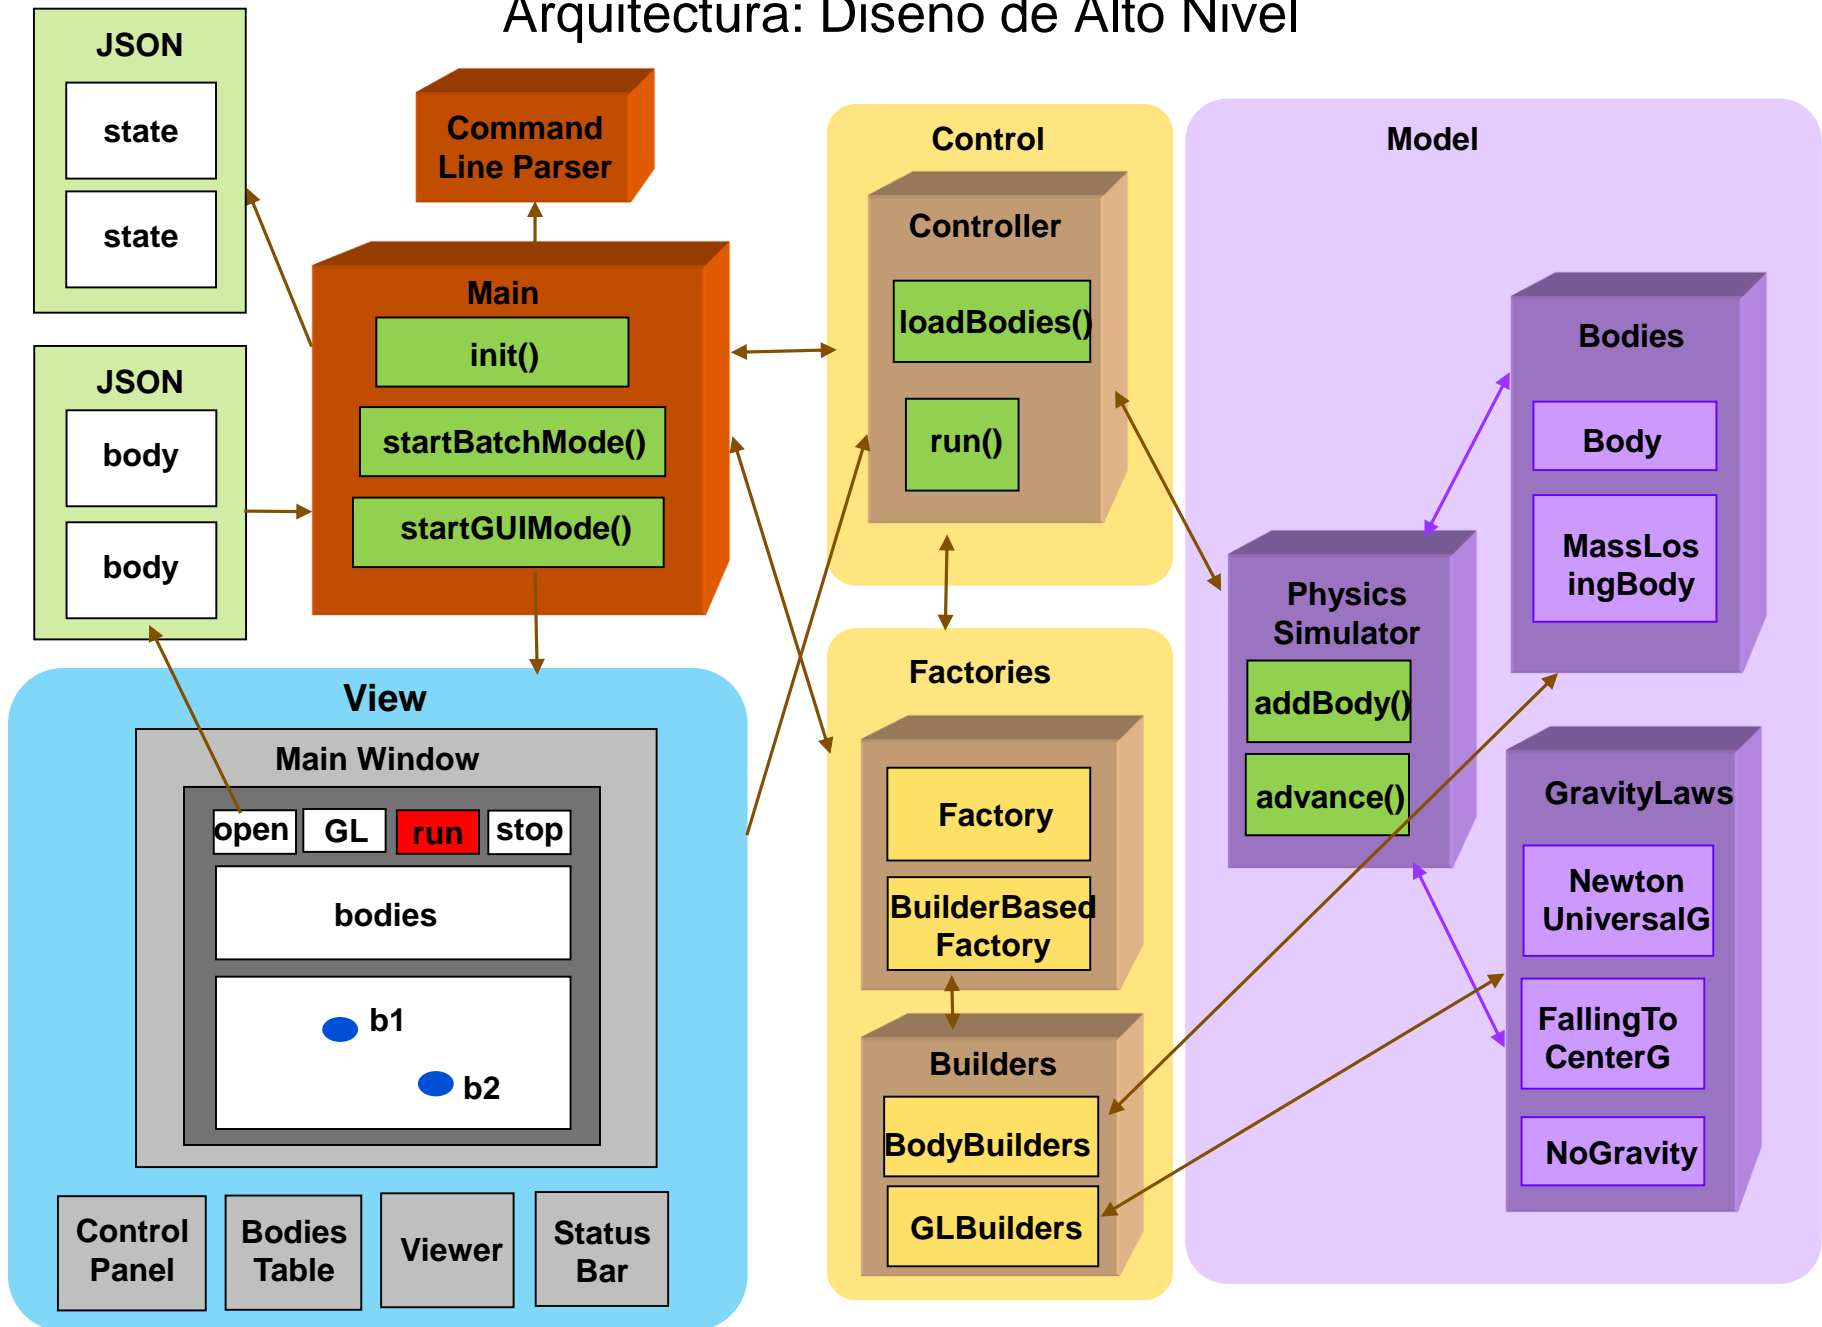 Arquitectura: Diseno de Alto Nivel
JSON
state
state
Command
Line Parser
Main
init()
startBatchMode()
startGUIMode()
JSON
body
body
Control
Controller
loadBodies()
run()
Model
Bodies
Body
MassLos
ingBody
Physics
Simulator
addBody()
advance()
GravityLaws
Newton
UniversalG
FallingTo
CenterG
NoGravity
Factories
Factory
BuilderBased
Factory
Builders
BodyBuilders
GLBuilders
View
Main Window
open GL run stop
bodies
b1
b2
Control
Panel
Bodies
Table
Viewer
Status
Bar